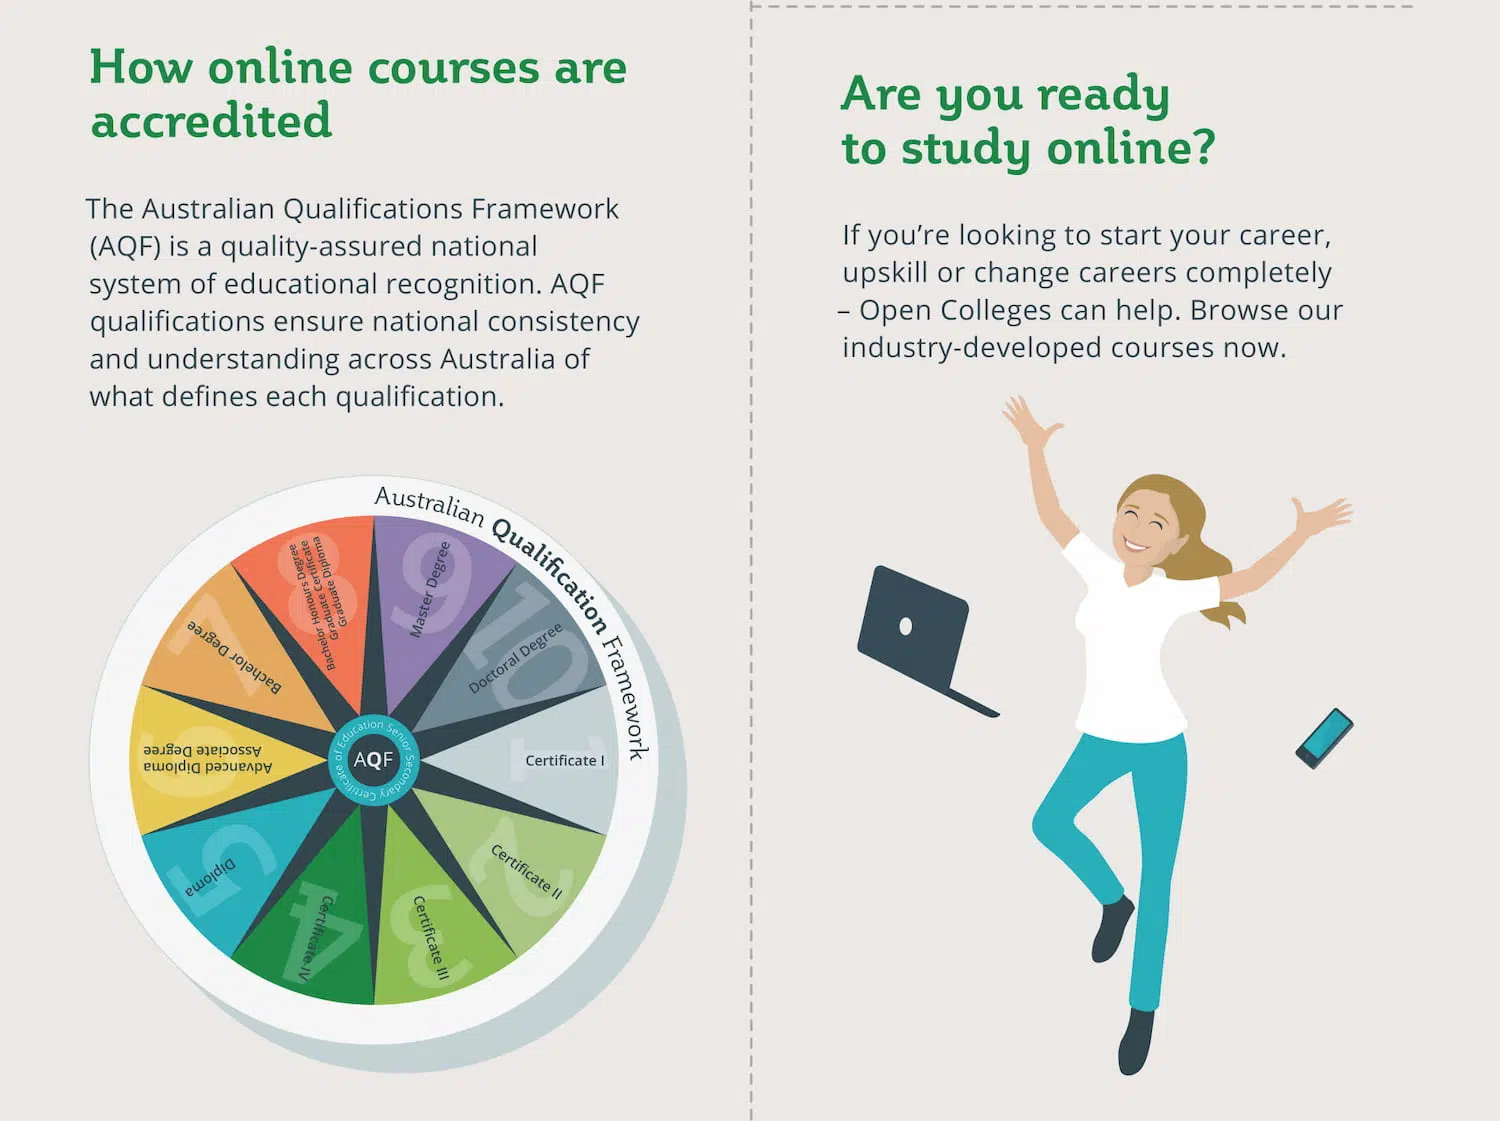 How online courses are
accredited
The Australian Qualifications Framework
(AQF) is a quality-assured national
system of educational recognition. AQF
qualifications ensure national consistency
and understanding across Australia of
what defines each qualification.
Australian Qualification Framework
1
Certificate I
2
Certificate II
3
Certificate III
4
Certificate IV
5
Diploma
6
Advanced Diploma
Associate Degree
7
Bachelor Degree
8
Bachelor Honours Degree
Graduate Certificate
Graduate Diploma
9
Master Degree
10
Doctoral Degree
AQF
Senior Secondary Certificate of Education
Are you ready
to study online?
If you’re looking to start your career,
upskill or change careers completely
– Open Colleges can help. Browse our
industry-developed courses now.